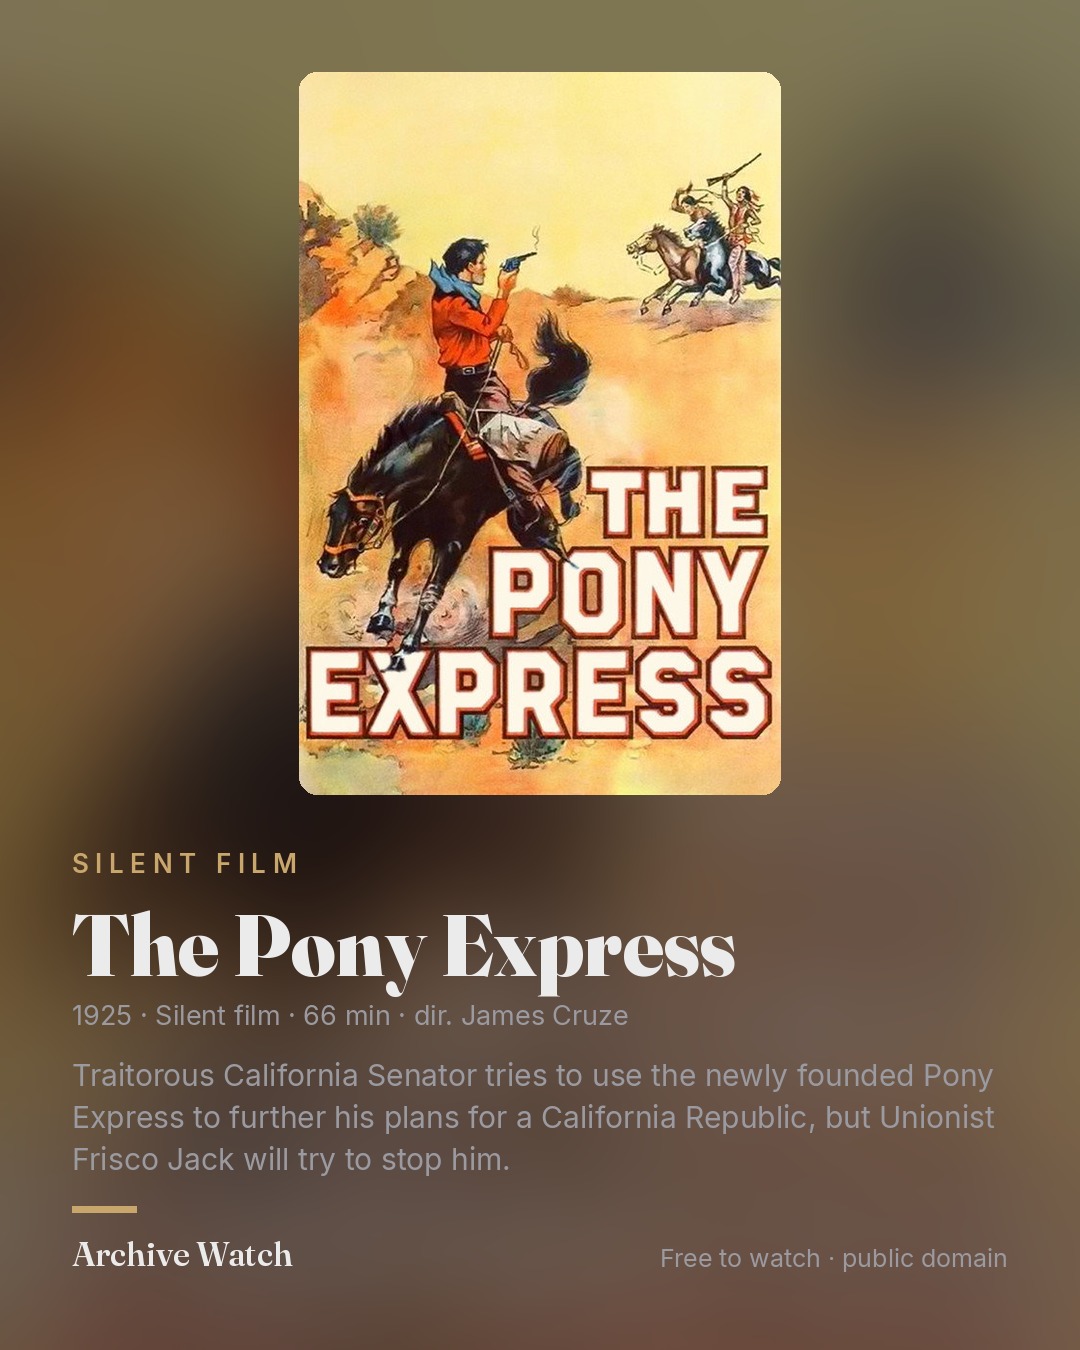 THE
PONY
EXPRESS
SILENT FILM
The Pony Express
1925 · Silent film · 66 min · dir. James Cruze
Traitorous California Senator tries to use the newly founded Pony
Express to further his plans for a California Republic, but Unionist
Frisco Jack will try to stop him.
Archive Watch
Free to watch · public domain